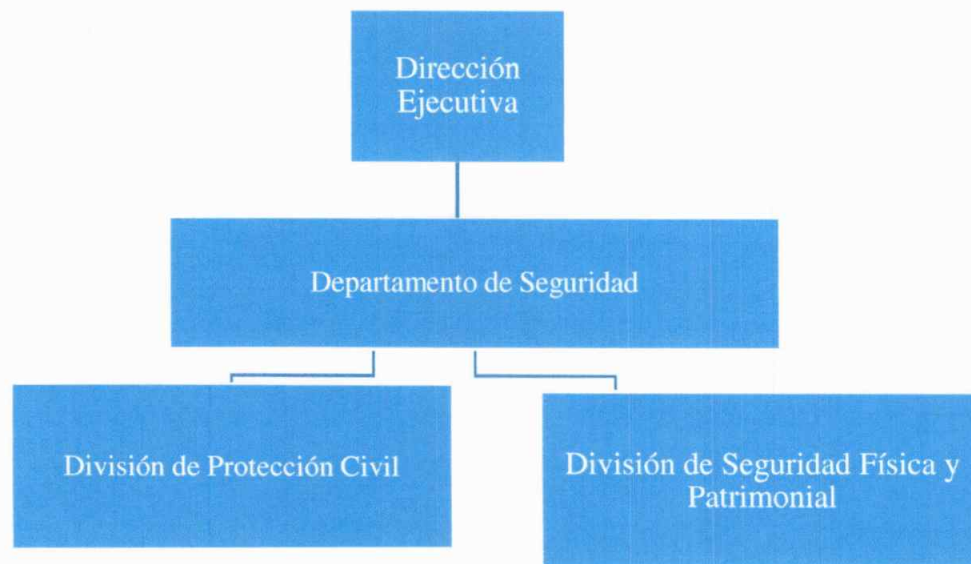 Dirección
Ejecutiva
Departamento de Seguridad
División de Protección Civil
División de Seguridad Física y
Patrimonial